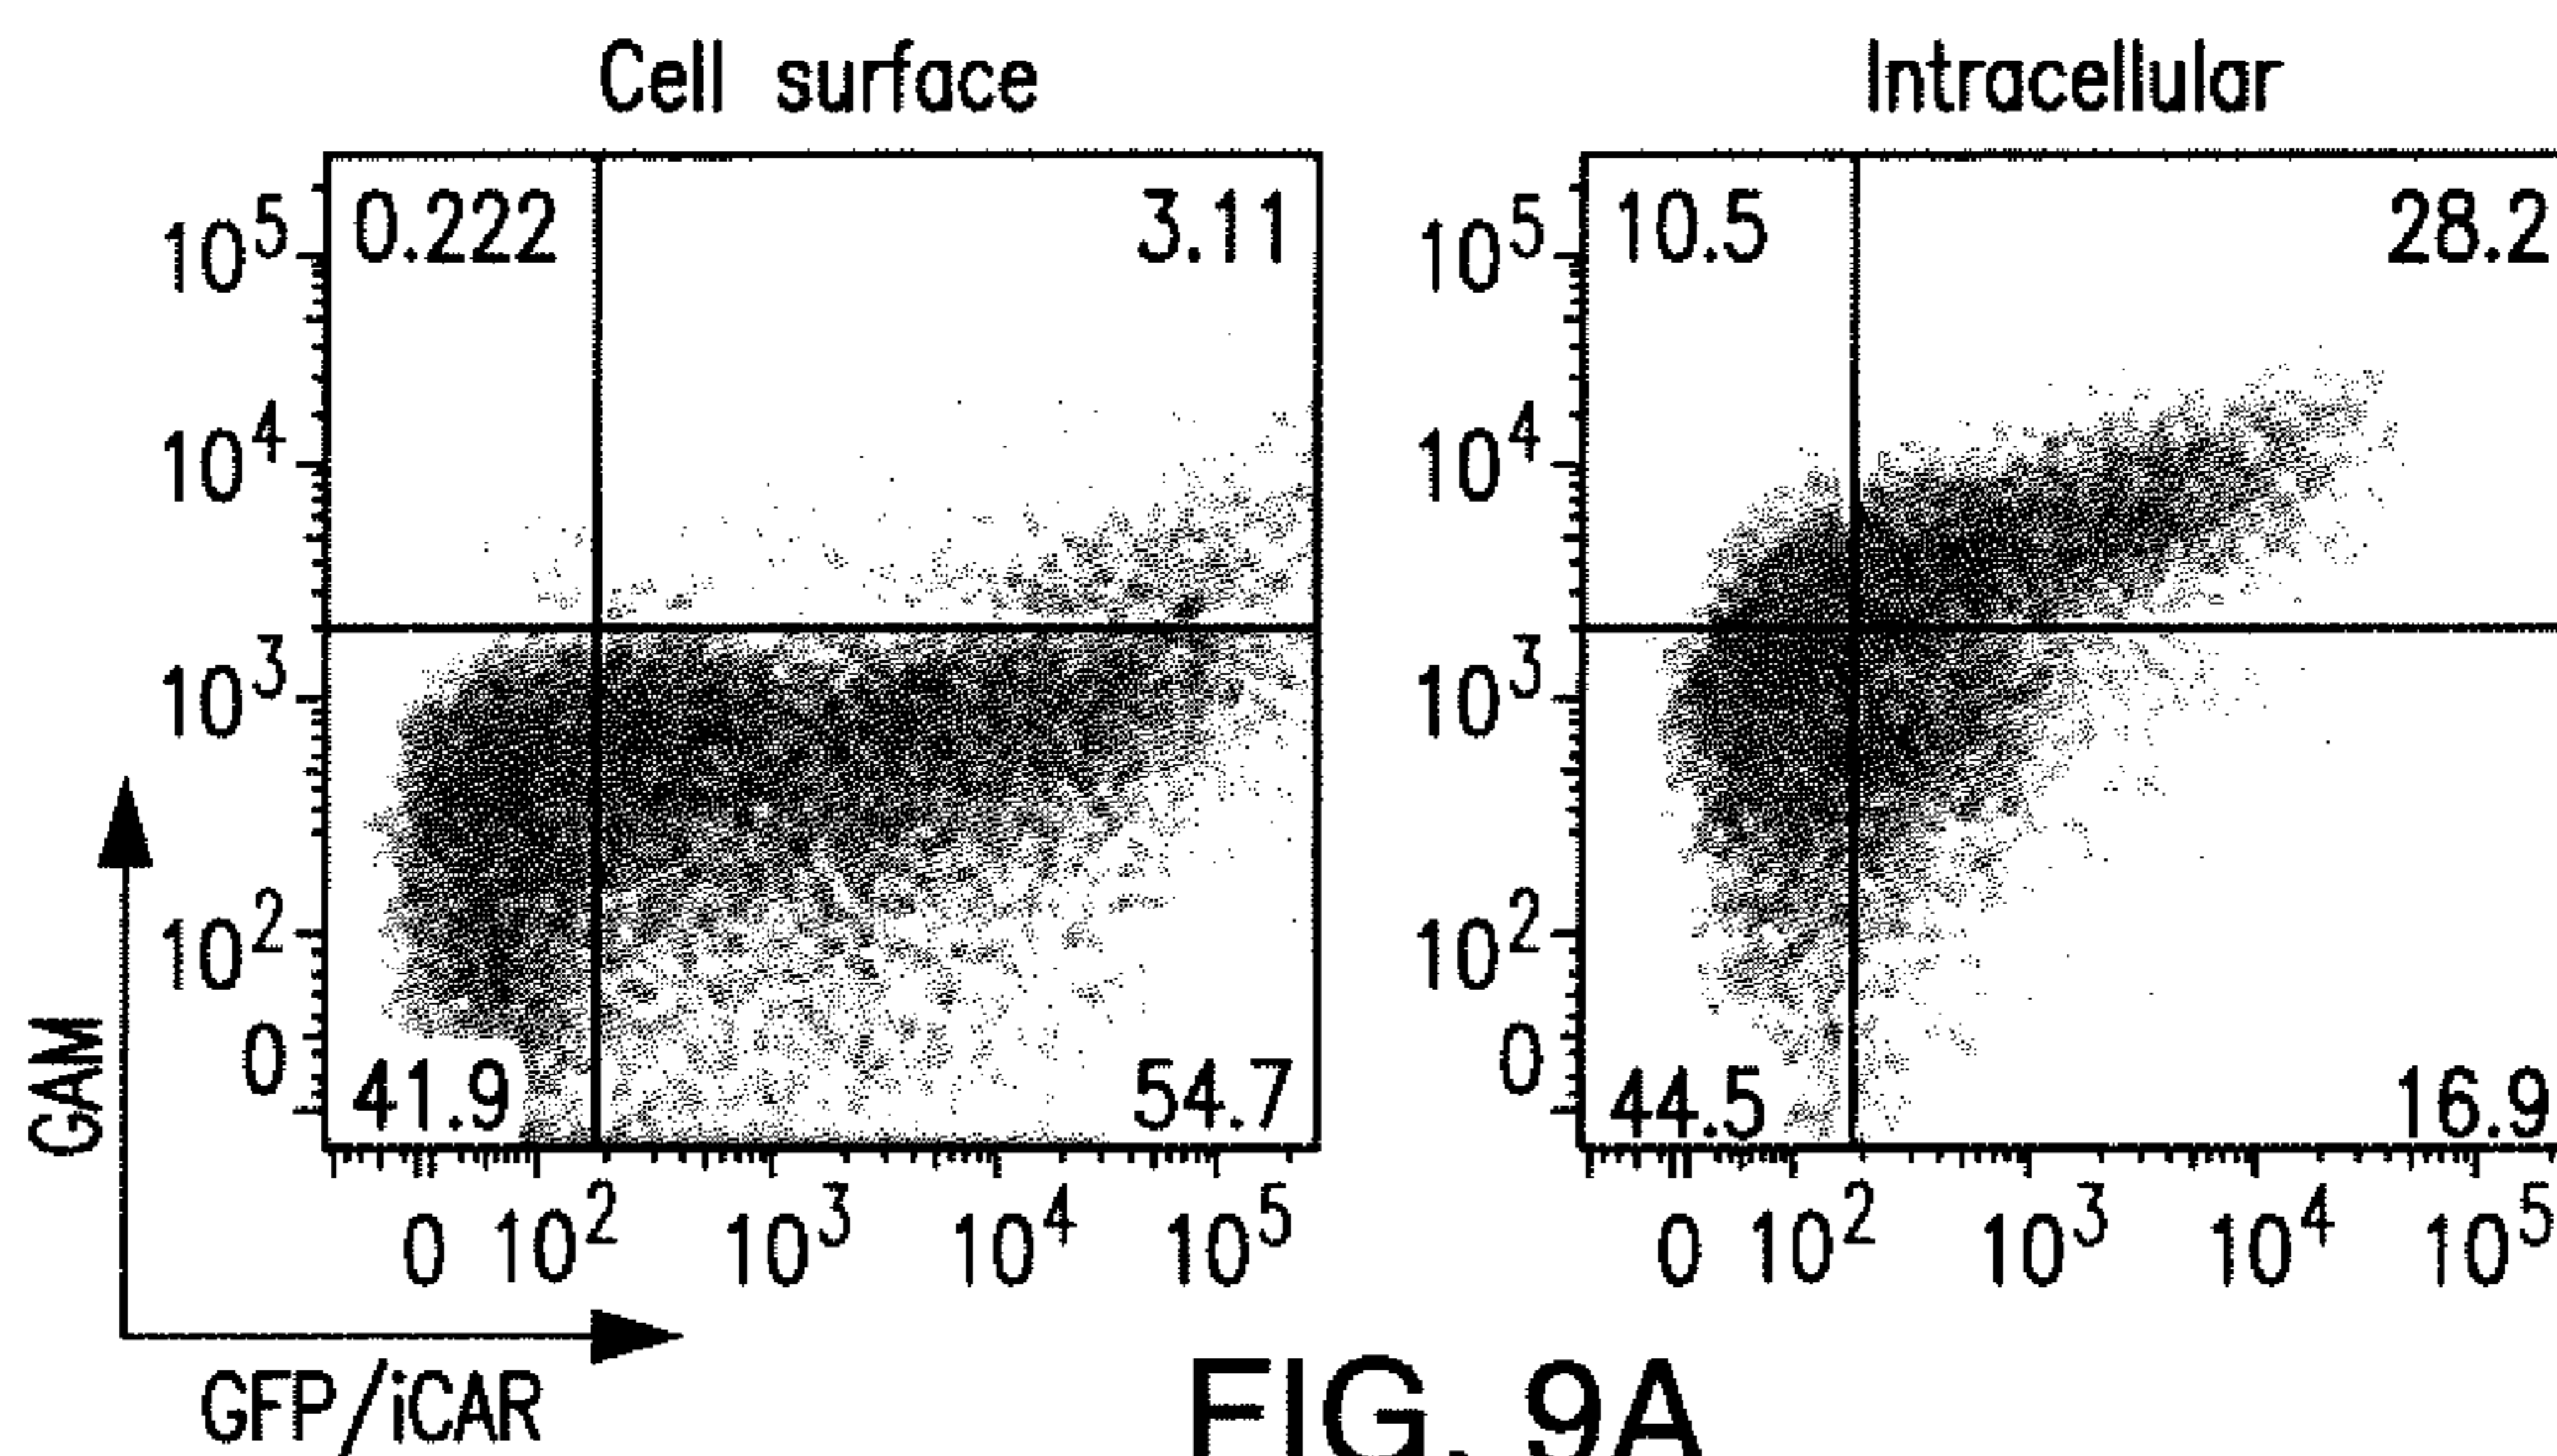 Cell surface
Intracellular
0.222 3.11
10.5 28.2
10^5 10^5
10^4 10^4
10^3 10^3
10^2 10^2
0 0
41.9 54.7
44.5 16.9
0 10^2 10^3 10^4 10^5
0 10^2 10^3 10^4 10^5
GAM
GFP/iCAR
FIG. 9A